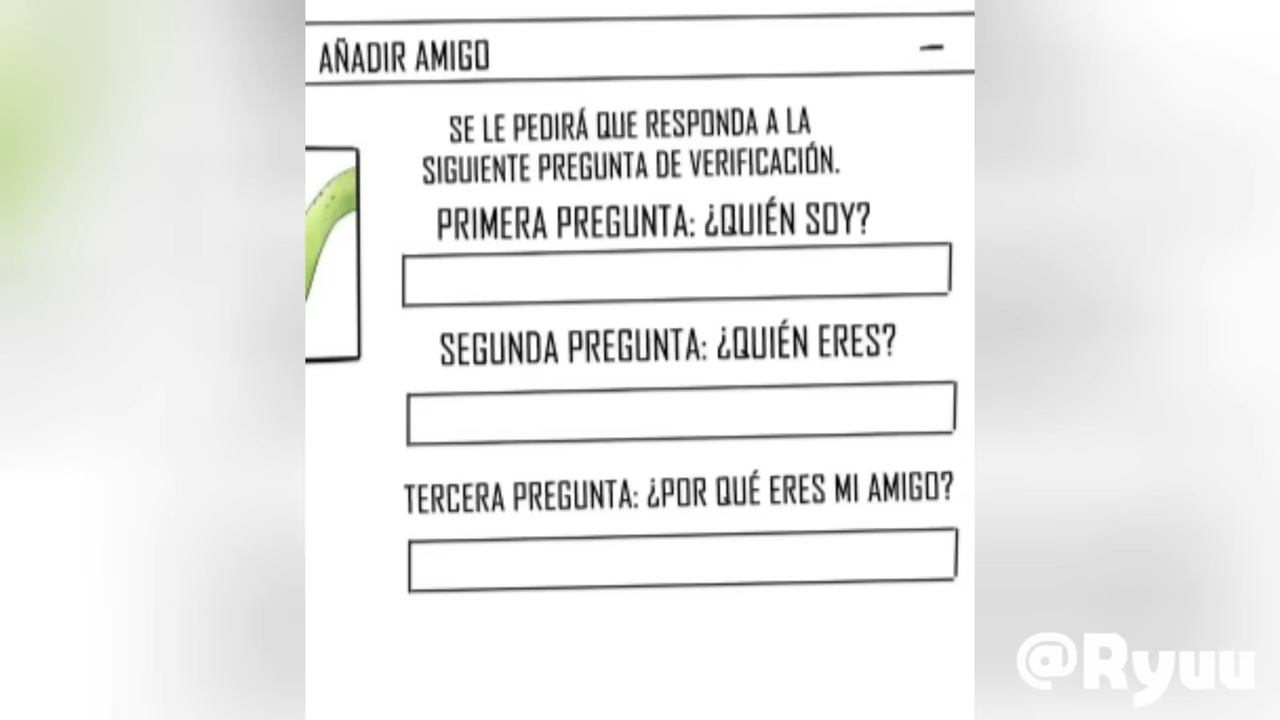 AÑADIR AMIGO
SE LE PEDIRÁ QUE RESPONDA A LA
SIGUIENTE PREGUNTA DE VERIFICACIÓN.
PRIMERA PREGUNTA: ¿QUIÉN SOY?
SEGUNDA PREGUNTA: ¿QUIÉN ERES?
TERCERA PREGUNTA: ¿POR QUÉ ERES MI AMIGO?
@Ryuu